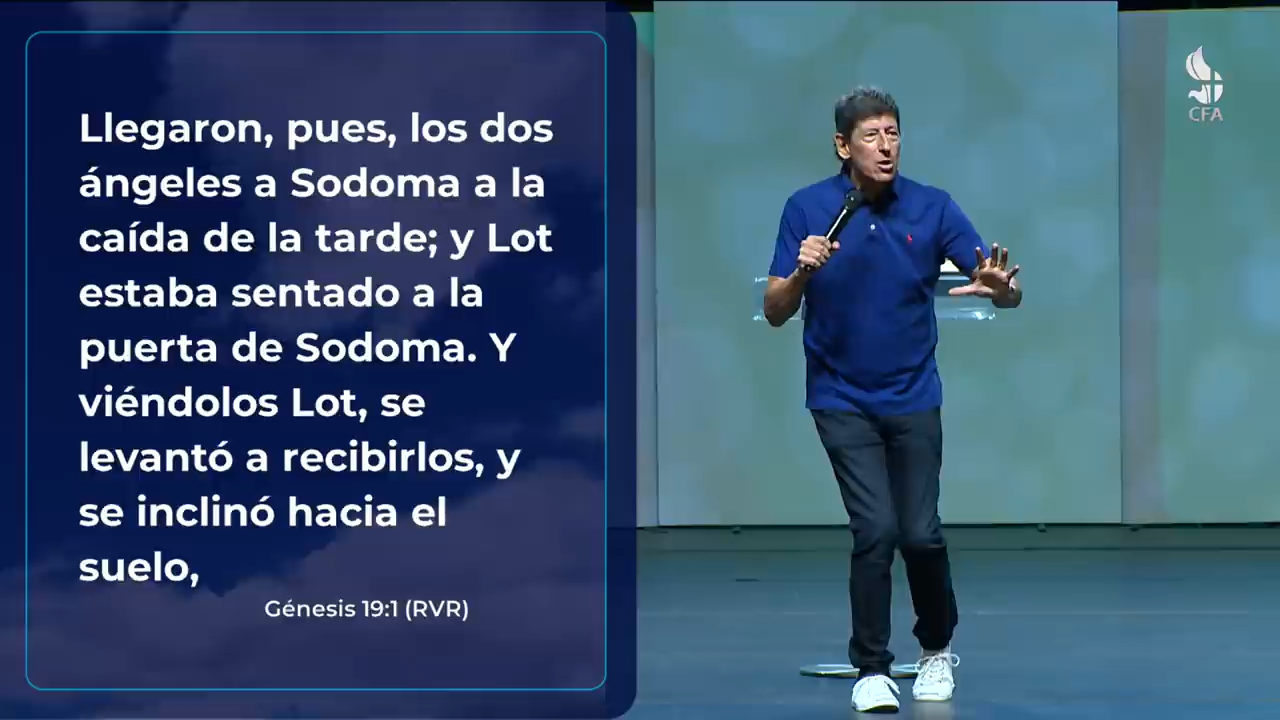 Llegaron, pues, los dos
ángeles a Sodoma a la
caída de la tarde; y Lot
estaba sentado a la
puerta de Sodoma. Y
viéndolos Lot, se
levantó a recibirlos, y
se inclinó hacia el
suelo,
Génesis 19:1 (RVR)
CFA